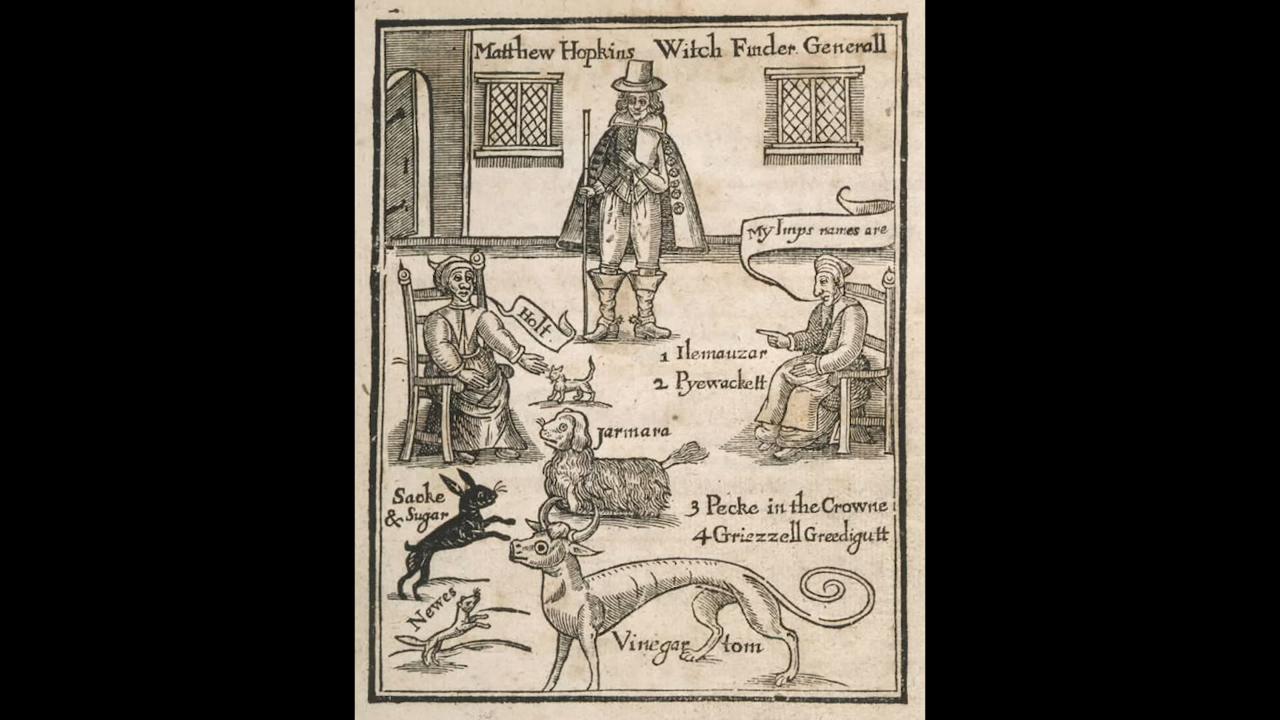 Matthew Hopkins Witch Finder Generall
My Imps names are
Holt
1 Ilemauzar
2 Pyewackett
Jarmara
Sacke
& Sugar
3 Pecke in the Crowne
4 Griezzell Greedigutt
Newes
Vinegar tom